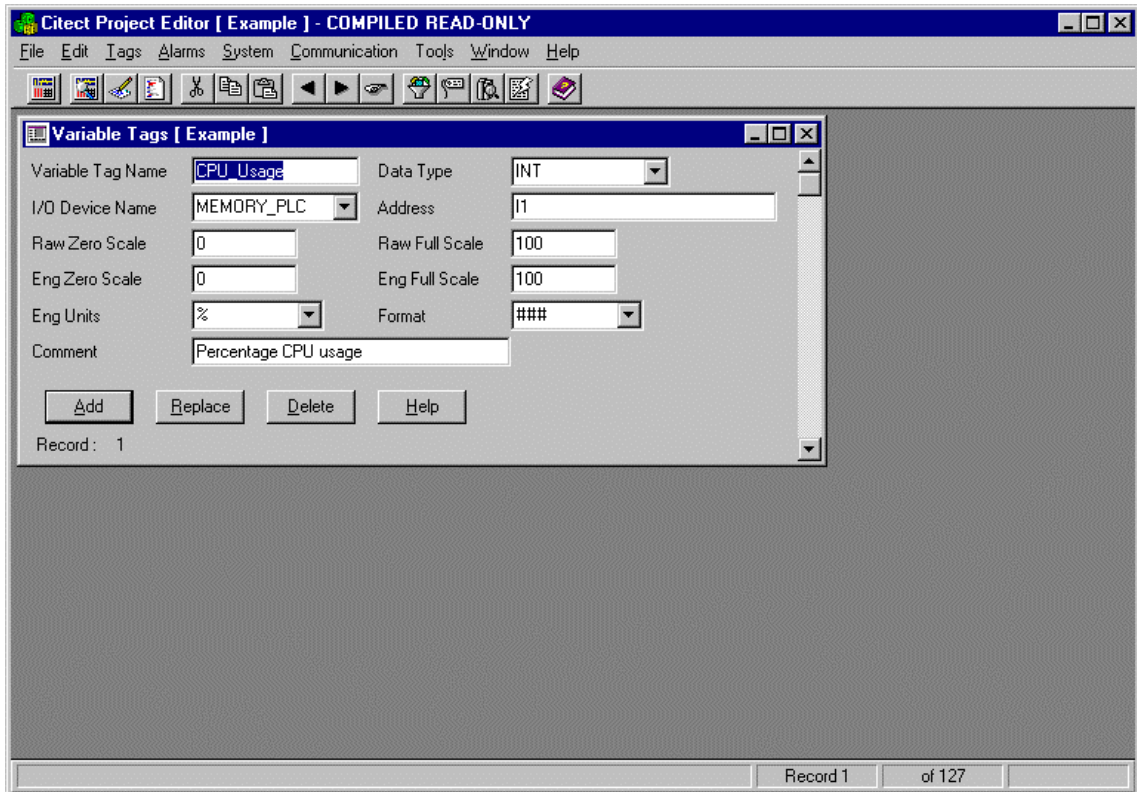 Citect Project Editor [ Example ] - COMPILED READ-ONLY
File Edit Tags Alarms System Communication Tools Window Help
Variable Tags [ Example ]
Variable Tag Name CPU_Usage Data Type INT
I/O Device Name MEMORY_PLC Address I1
Raw Zero Scale 0 Raw Full Scale 100
Eng Zero Scale 0 Eng Full Scale 100
Eng Units % Format ###
Comment Percentage CPU usage
Add Replace Delete Help
Record : 1
Record 1 of 127